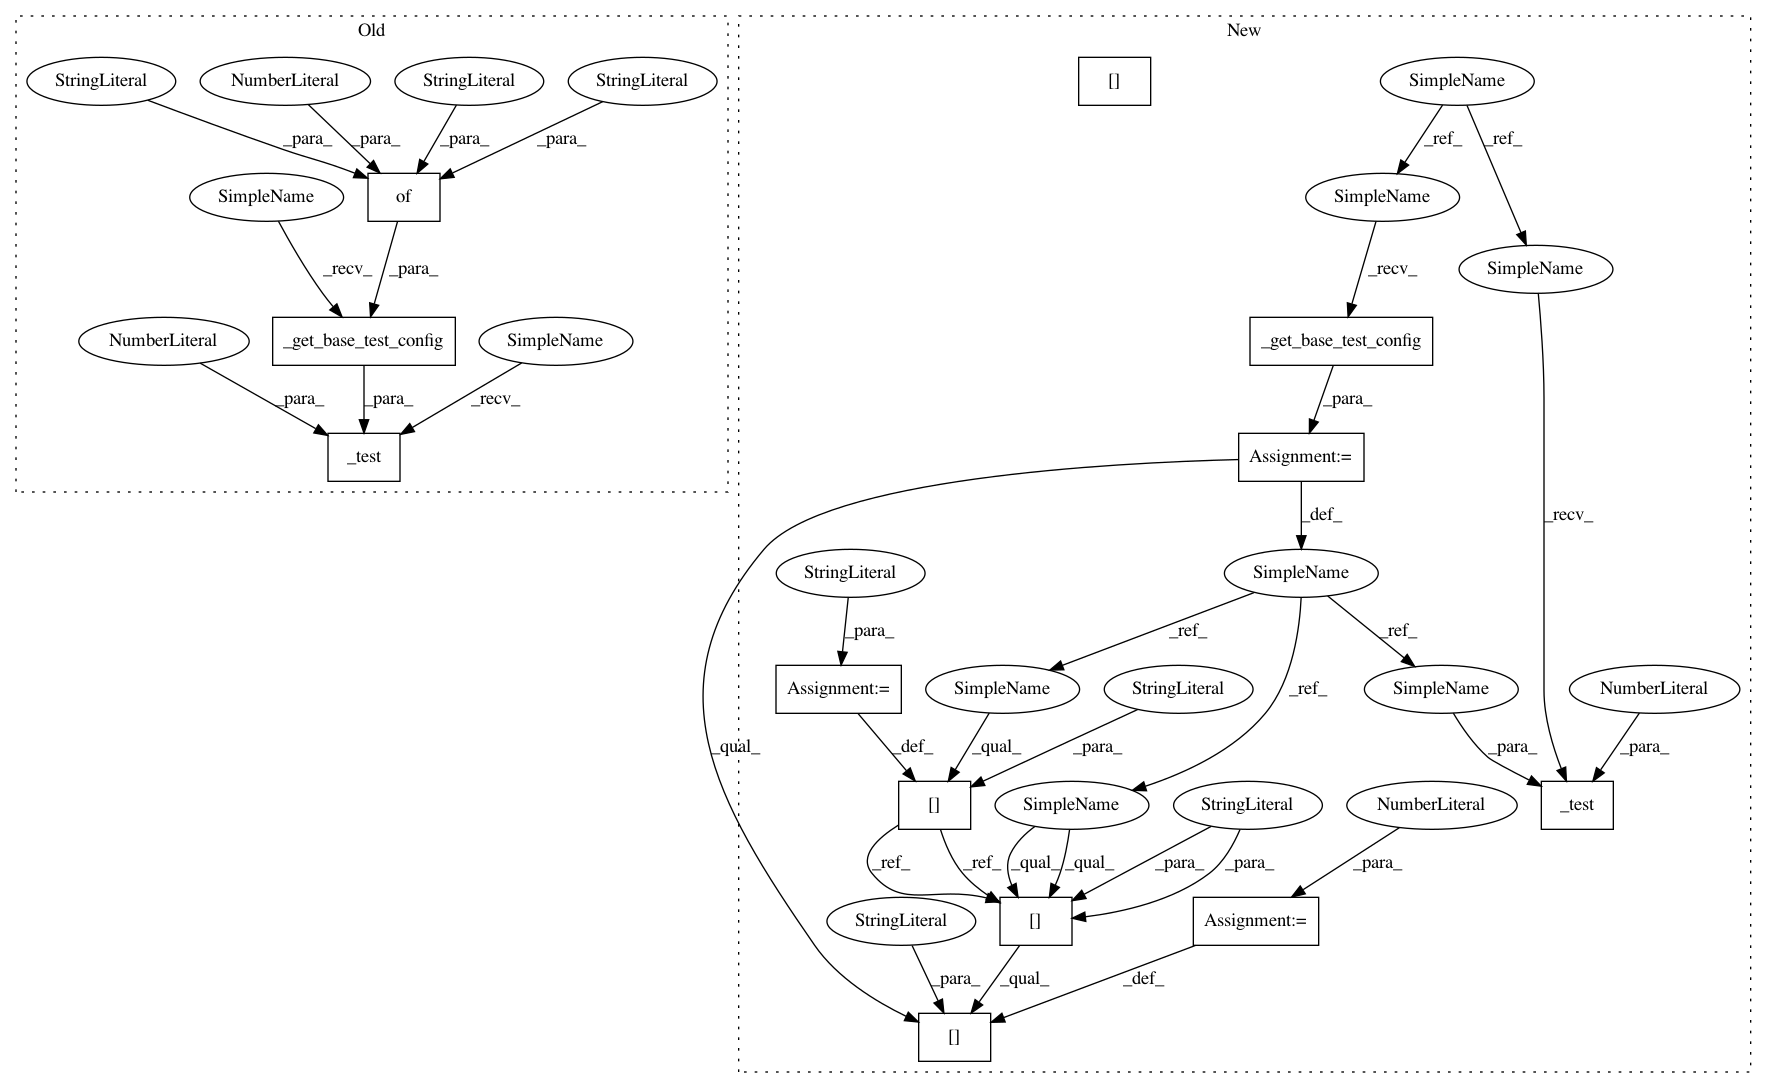 Old
New
StringLiteral
NumberLiteral
StringLiteral
StringLiteral
[]
SimpleName
_para_
_para_
_para_
_para_
_ref_
_ref_
SimpleName
of
SimpleName
SimpleName
_recv_
_para_
_recv_
NumberLiteral
_get_base_test_config
SimpleName
_get_base_test_config
_para_
_para_
_recv_
_para_
_test
Assignment:=
_def_
_recv_
StringLiteral
SimpleName
_para_
_ref_
_ref_
_ref_
Assignment:=
SimpleName
StringLiteral
SimpleName
NumberLiteral
_qual_
_def_
_qual_
_para_
_para_
_para_
[]
SimpleName
StringLiteral
NumberLiteral
_test
_ref_
_ref_
_qual_
_qual_
_para_
_para_
_para_
StringLiteral
[]
Assignment:=
_para_
_qual_
_def_
[]